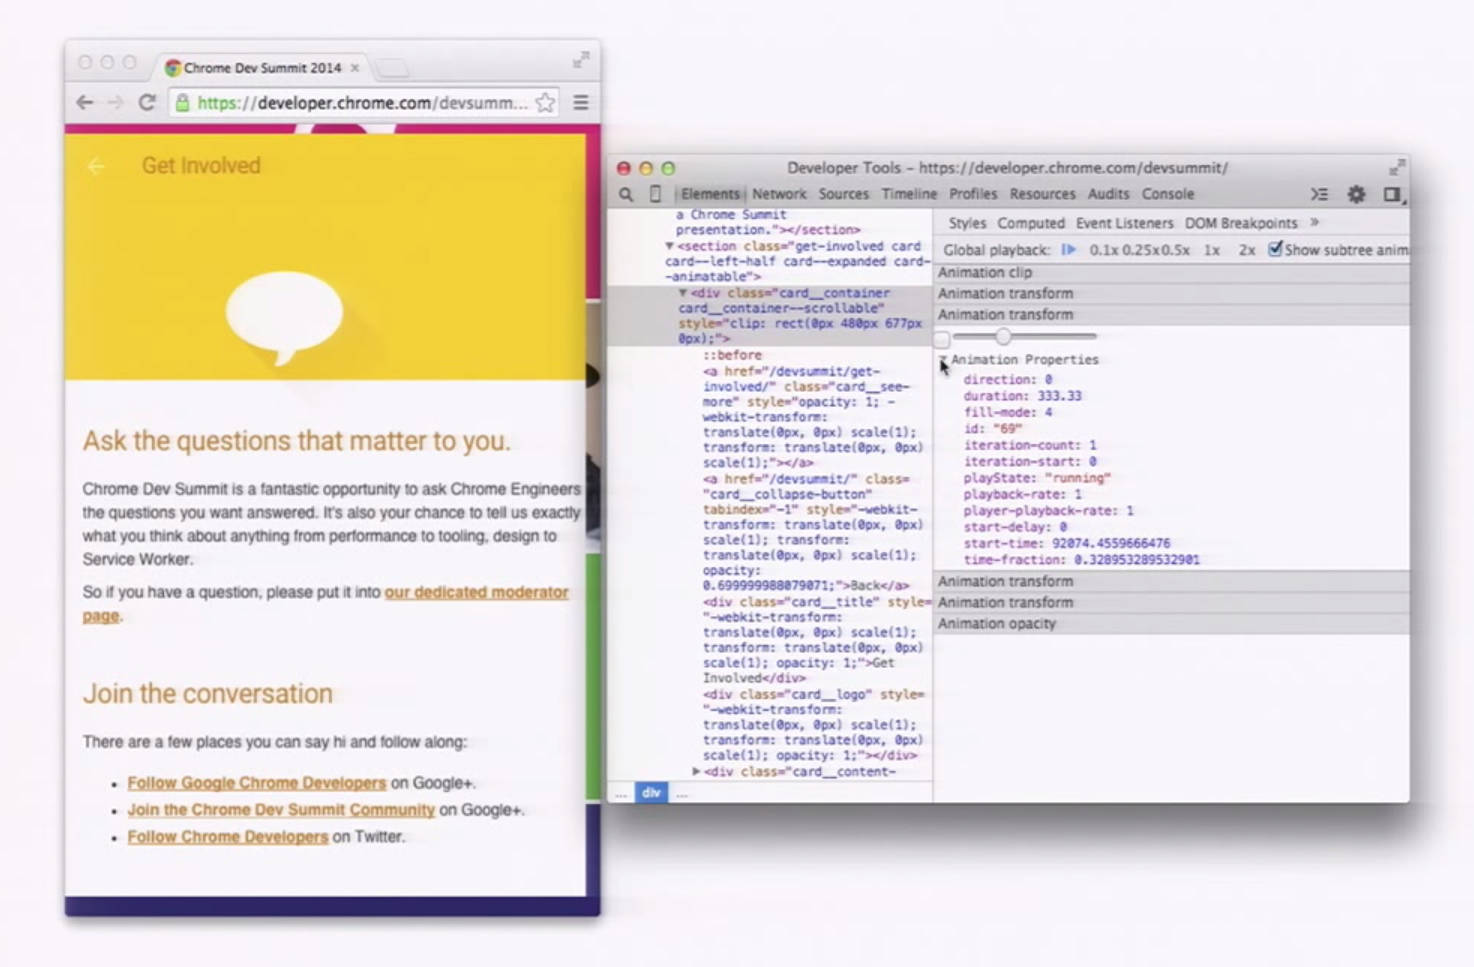 Chrome Dev Summit 2014
https://developer.chrome.com/devsumm...
Get Involved
Ask the questions that matter to you.
Chrome Dev Summit is a fantastic opportunity to ask Chrome Engineers
the questions you want answered. It's also your chance to tell us exactly
what you think about anything from performance to tooling, design to
Service Worker.
So if you have a question, please put it into our dedicated moderator
page.
Join the conversation
There are a few places you can say hi and follow along:
• Follow Google Chrome Developers on Google+.
• Join the Chrome Dev Summit Community on Google+.
• Follow Chrome Developers on Twitter.
Developer Tools – https://developer.chrome.com/devsummit/
Elements Network Sources Timeline Profiles Resources Audits Console
a Chrome Summit
presentation."></section>
▼<section class="get-involved card
card--left-half card--expanded card-
-animatable">
▼<div class="card__container
card__container--scrollable"
style="clip: rect(0px 480px 677px
0px);">
::before
<a href="/devsummit/get-
involved/" class="card__see-
more" style="opacity: 1; -
webkit-transform:
translate(0px, 0px) scale(1);
transform: translate(0px, 0px)
scale(1);"></a>
<a href="/devsummit/" class=
"card__collapse-button"
tabindex="-1" style="-webkit-
transform: translate(0px, 0px)
scale(1); transform:
translate(0px, 0px) scale(1);
opacity:
0.699999988079071;">Back</a>
<div class="card__title" style=
"-webkit-transform:
translate(0px, 0px) scale(1);
transform: translate(0px, 0px)
scale(1); opacity: 1;">Get
Involved</div>
<div class="card__logo" style=
"-webkit-transform:
translate(0px, 0px) scale(1);
transform: translate(0px, 0px)
scale(1); opacity: 1;"></div>
▶<div class="card__content-
... div ...
Styles Computed Event Listeners DOM Breakpoints »
Global playback: 0.1x 0.25x 0.5x 1x 2x Show subtree anim
Animation clip
Animation transform
Animation transform
Animation Properties
direction: 0
duration: 333.33
fill-mode: 4
id: "69"
iteration-count: 1
iteration-start: 0
playState: "running"
playback-rate: 1
player-playback-rate: 1
start-delay: 0
start-time: 92074.4559666476
time-fraction: 0.328953289532901
Animation transform
Animation transform
Animation opacity